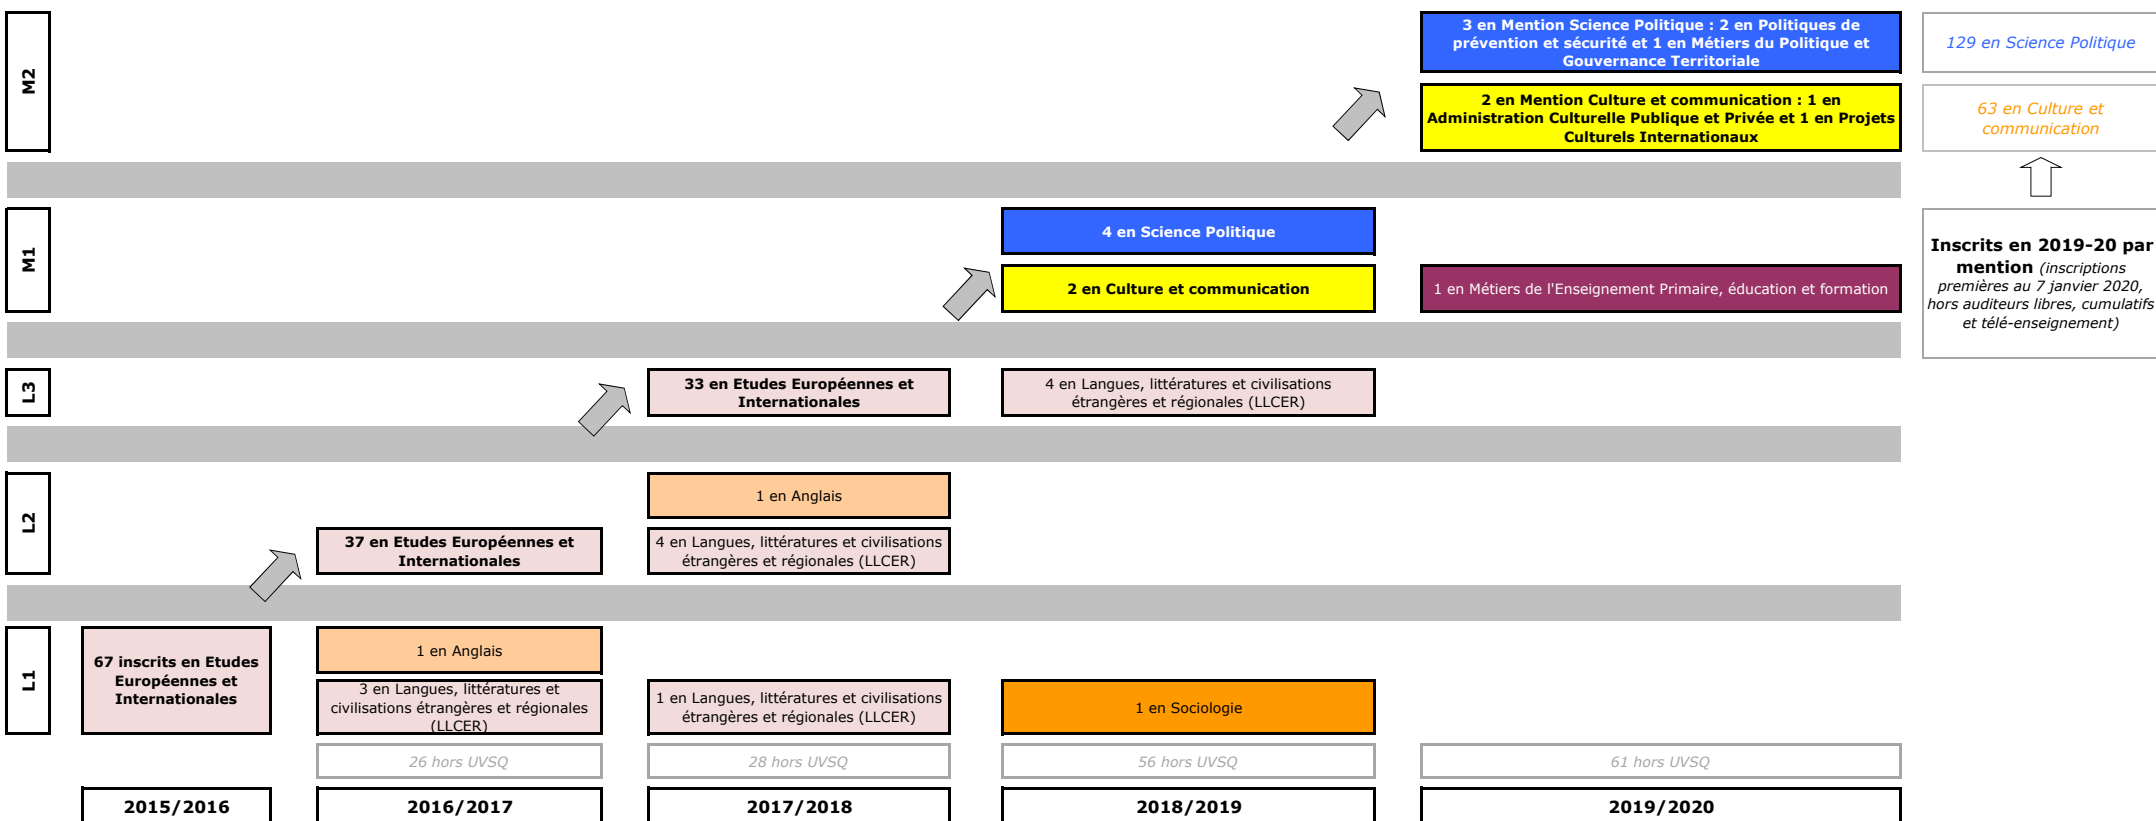 M2
3 en Mention Science Politique : 2 en Politiques de
prévention et sécurité et 1 en Métiers du Politique et
Gouvernance Territoriale
129 en Science Politique
2 en Mention Culture et communication : 1 en
Administration Culturelle Publique et Privée et 1 en Projets
Culturels Internationaux
63 en Culture et
communication
M1
4 en Science Politique
2 en Culture et communication
1 en Métiers de l'Enseignement Primaire, éducation et formation
Inscrits en 2019-20 par
mention (inscriptions
premières au 7 janvier 2020,
hors auditeurs libres, cumulatifs
et télé-enseignement)
L3
33 en Etudes Européennes et
Internationales
4 en Langues, littératures et civilisations
étrangères et régionales (LLCER)
L2
1 en Anglais
37 en Etudes Européennes et
Internationales
4 en Langues, littératures et civilisations
étrangères et régionales (LLCER)
L1
67 inscrits en Etudes
Européennes et
Internationales
1 en Anglais
3 en Langues, littératures et
civilisations étrangères et régionales
(LLCER)
1 en Langues, littératures et civilisations
étrangères et régionales (LLCER)
1 en Sociologie
26 hors UVSQ
28 hors UVSQ
56 hors UVSQ
61 hors UVSQ
2015/2016
2016/2017
2017/2018
2018/2019
2019/2020